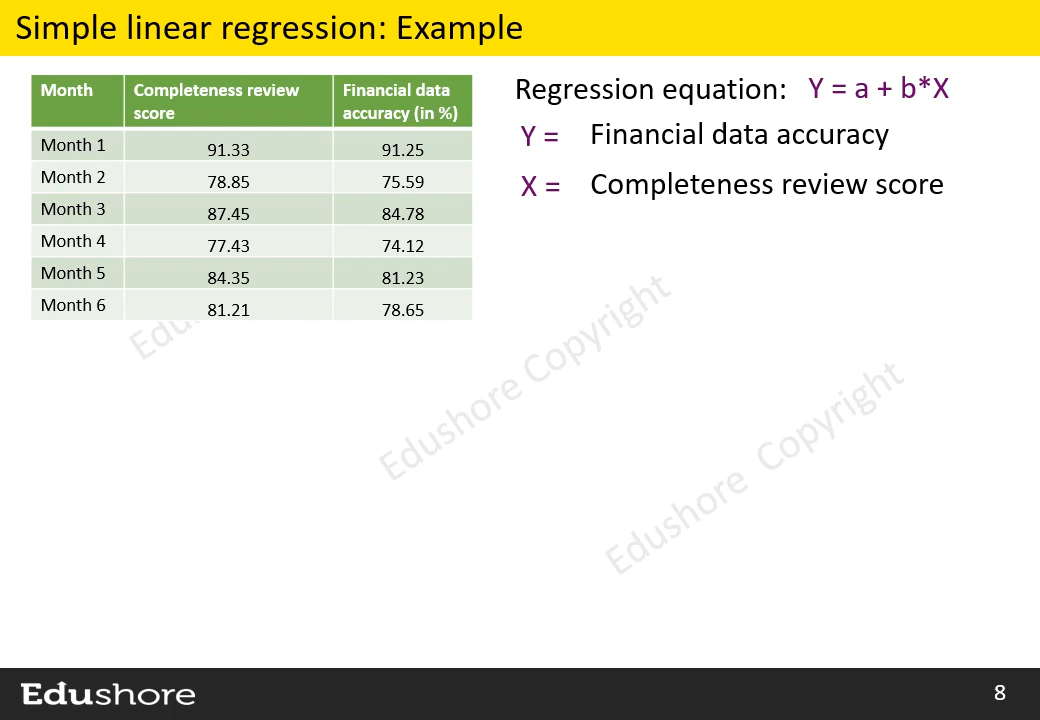 Simple linear regression: Example
Month Completeness review score Financial data accuracy (in %)
Month 1 91.33 91.25
Month 2 78.85 75.59
Month 3 87.45 84.78
Month 4 77.43 74.12
Month 5 84.35 81.23
Month 6 81.21 78.65
Regression equation: Y = a + b*X
Y = Financial data accuracy
X = Completeness review score
Edushore Copyright
Edushore Copyright
Edushore
8